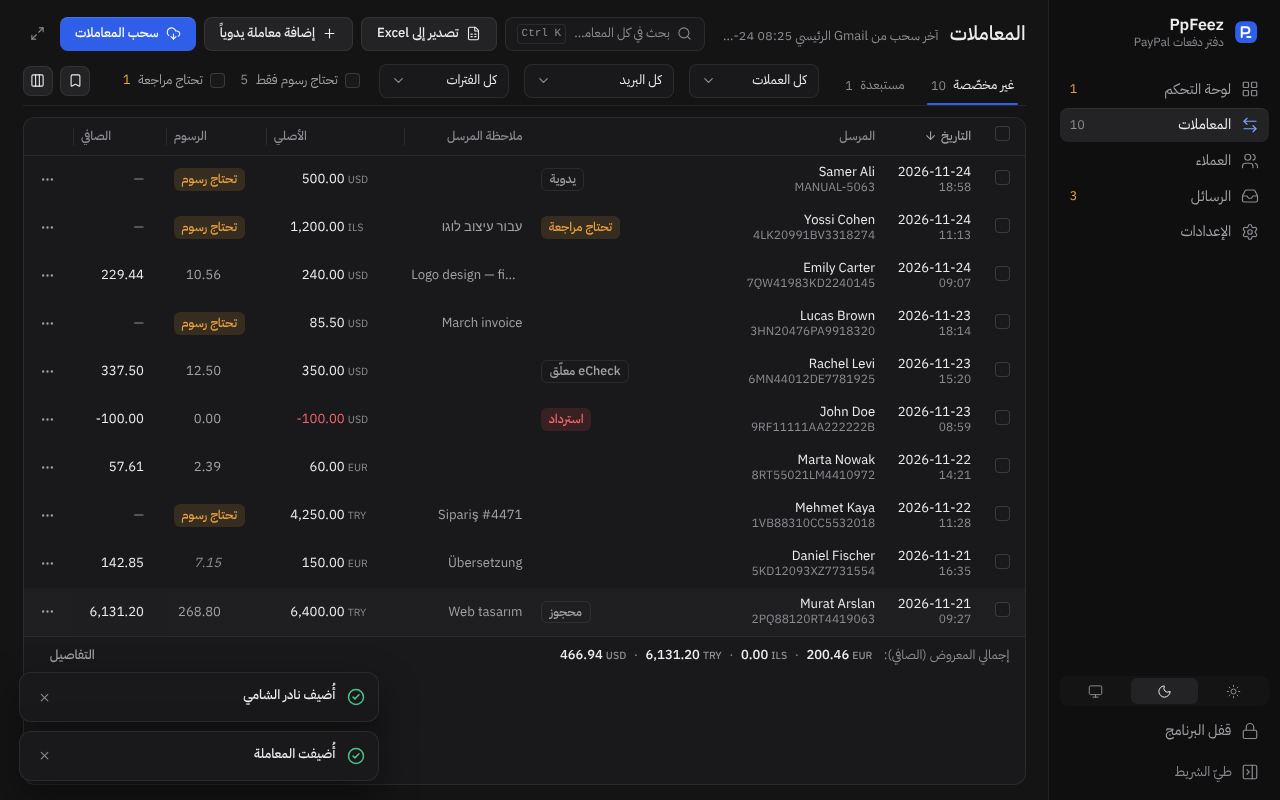 PpFeez
دفتر دفعات PayPal
لوحة التحكم 1
المعاملات 10
العملاء
الرسائل 3
الإعدادات
قفل البرنامج
طيّ الشريط
المعاملات آخر سحب من Gmail الرئيسي 08:25 24-...
بحث في كل المعامـ... Ctrl K
تصدير إلى Excel
إضافة معاملة يدوياً
سحب المعاملات
غير مخصّصة 10 مستبعدة 1
كل العملات كل البريد كل الفترات
تحتاج رسوم فقط 5 تحتاج مراجعة 1
التاريخ المرسل ملاحظة المرسل الأصلي الرسوم الصافي
2026-11-24 Samer Ali يدوية 500.00 USD تحتاج رسوم —
18:58 MANUAL-5063
2026-11-24 Yossi Cohen تحتاج مراجعة עבור עיצוב לוגו 1,200.00 ILS تحتاج رسوم —
11:13 4LK20991BV3318274
2026-11-24 Emily Carter Logo design — fi... 240.00 USD 10.56 229.44
09:07 7QW41983KD2240145
2026-11-23 Lucas Brown March invoice 85.50 USD تحتاج رسوم —
18:14 3HN20476PA9918320
2026-11-23 Rachel Levi eCheck معلّق 350.00 USD 12.50 337.50
15:20 6MN44012DE7781925
2026-11-23 John Doe استرداد -100.00 USD 0.00 -100.00
08:59 9RF11111AA222222B
2026-11-22 Marta Nowak 60.00 EUR 2.39 57.61
14:21 8RT55021LM4410972
2026-11-22 Mehmet Kaya Sipariş #4471 4,250.00 TRY تحتاج رسوم —
11:28 1VB88310CC5532018
2026-11-21 Daniel Fischer Übersetzung 150.00 EUR 7.15 142.85
16:35 5KD12093XZ7731554
2026-11-21 Murat Arslan محجوز Web tasarım 6,400.00 TRY 268.80 6,131.20
09:27 2PQ88120RT4419063
إجمالي المعروض (الصافي): 200.46 EUR · 0.00 ILS · 6,131.20 TRY · 466.94 USD التفاصيل
أُضيف نادر الشامي
أُضيفت المعاملة